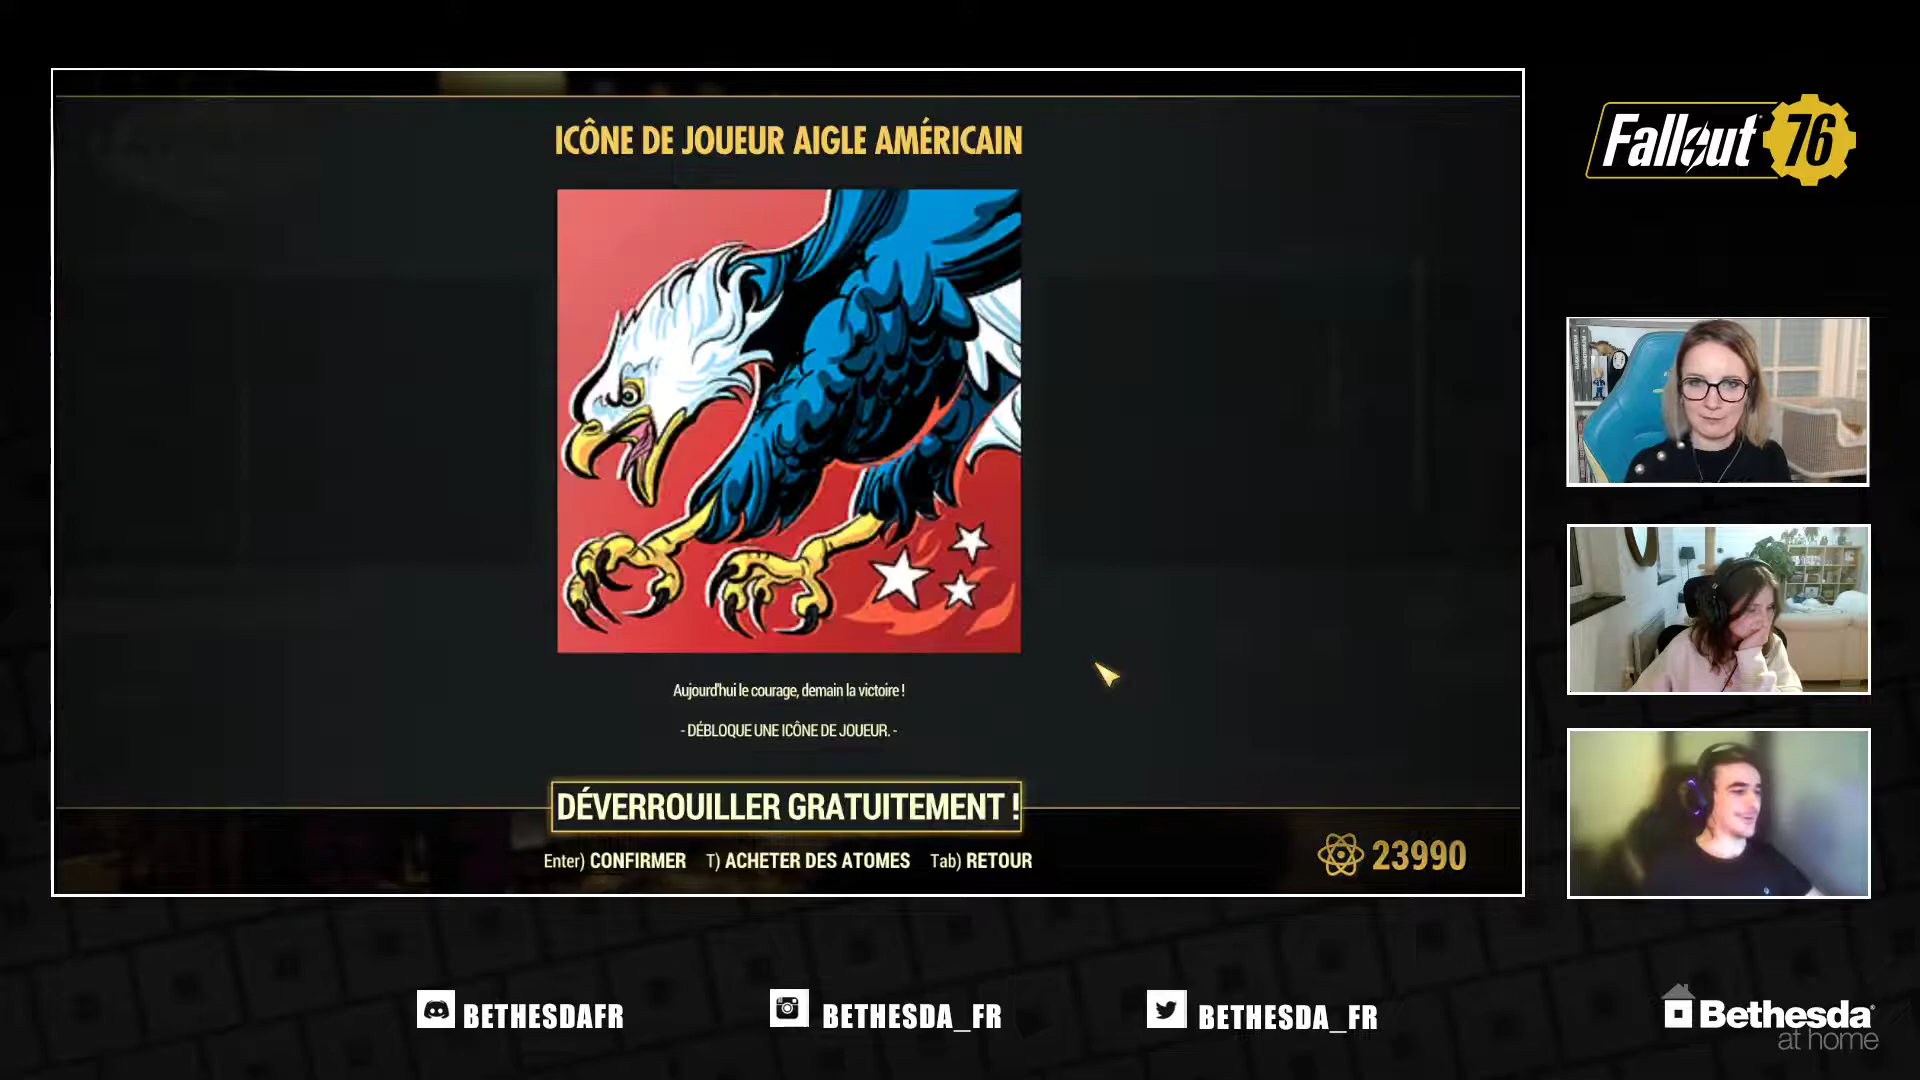 ICÔNE DE JOUEUR AIGLE AMÉRICAIN
Fallout 76
Aujourd'hui le courage, demain la victoire !
- DÉBLOQUE UNE ICÔNE DE JOUEUR. -
DÉVERROUILLER GRATUITEMENT !
Enter) CONFIRMER T) ACHETER DES ATOMES Tab) RETOUR
23990
BETHESDAFR
BETHESDA_FR
BETHESDA_FR
Bethesda
at home